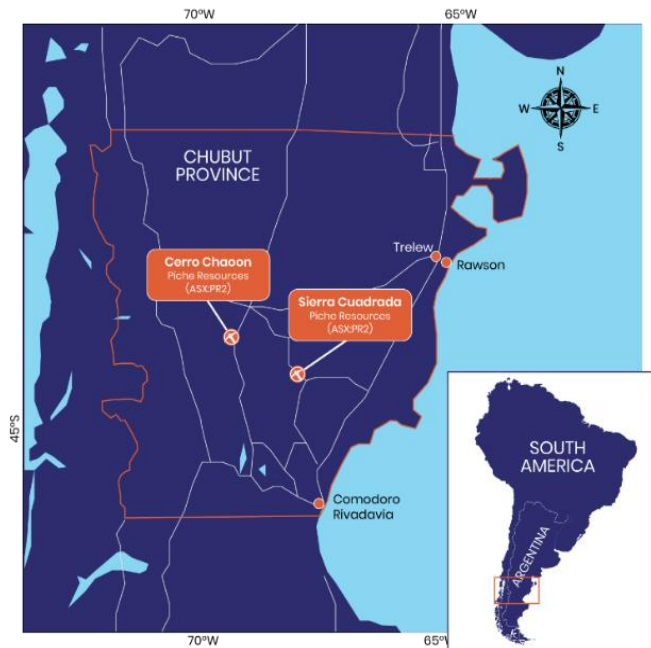 70ºW
65ºW
N
W
E
S
CHUBUT
PROVINCE
Trelew
Rawson
Cerro Chaoon
Piche Resources
(ASX:PR2)
Sierra Cuadrada
Piche Resources
(ASX:PR2)
45ºS
SOUTH
AMERICA
ARGENTINA
Comodoro
Rivadavia
70ºW
65ºW